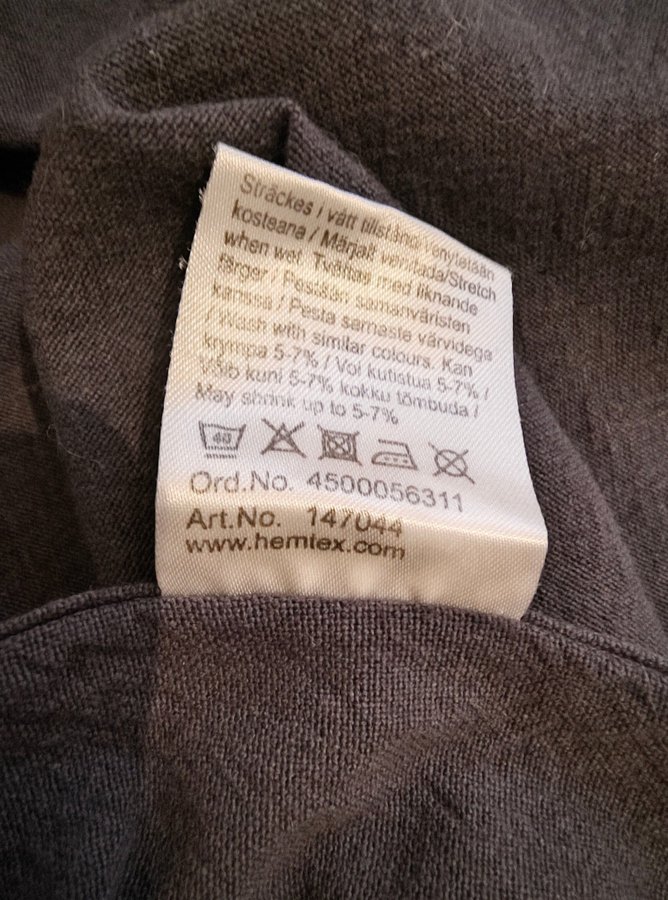 Sträckes i vått tillstånd/Venytetään
kosteana / Märjalt venitada/Stretch
when wet. Tvättas med liknande
färger / Pestään samanväristen
kanssa / Pesta sarnaste värvidega
/ Wash with similar colours. Kan
krympa 5-7% / Voi kutistua 5-7% /
Võib kuni 5-7% kokku tõmbuda /
May shrink up to 5-7%
40
Ord.No. 4500056311
Art.No. 147044
www.hemtex.com